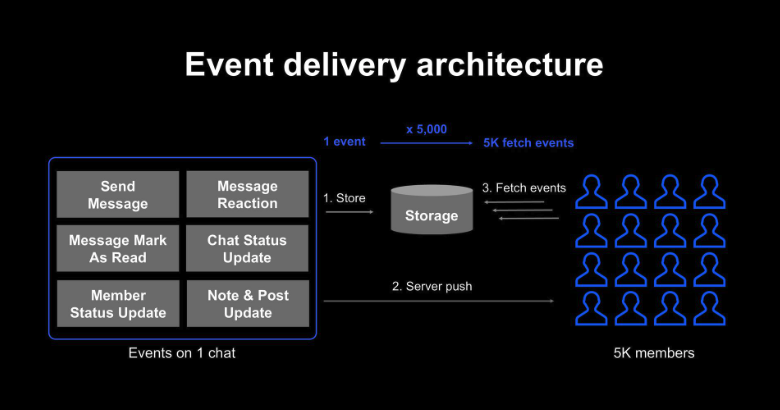 Event delivery architecture
x 5,000
1 event
5K fetch events
Send
Message
Message
Reaction
Message Mark
As Read
Chat Status
Update
Member
Status Update
Note & Post
Update
1. Store
Storage
3. Fetch events
2. Server push
Events on 1 chat
5K members